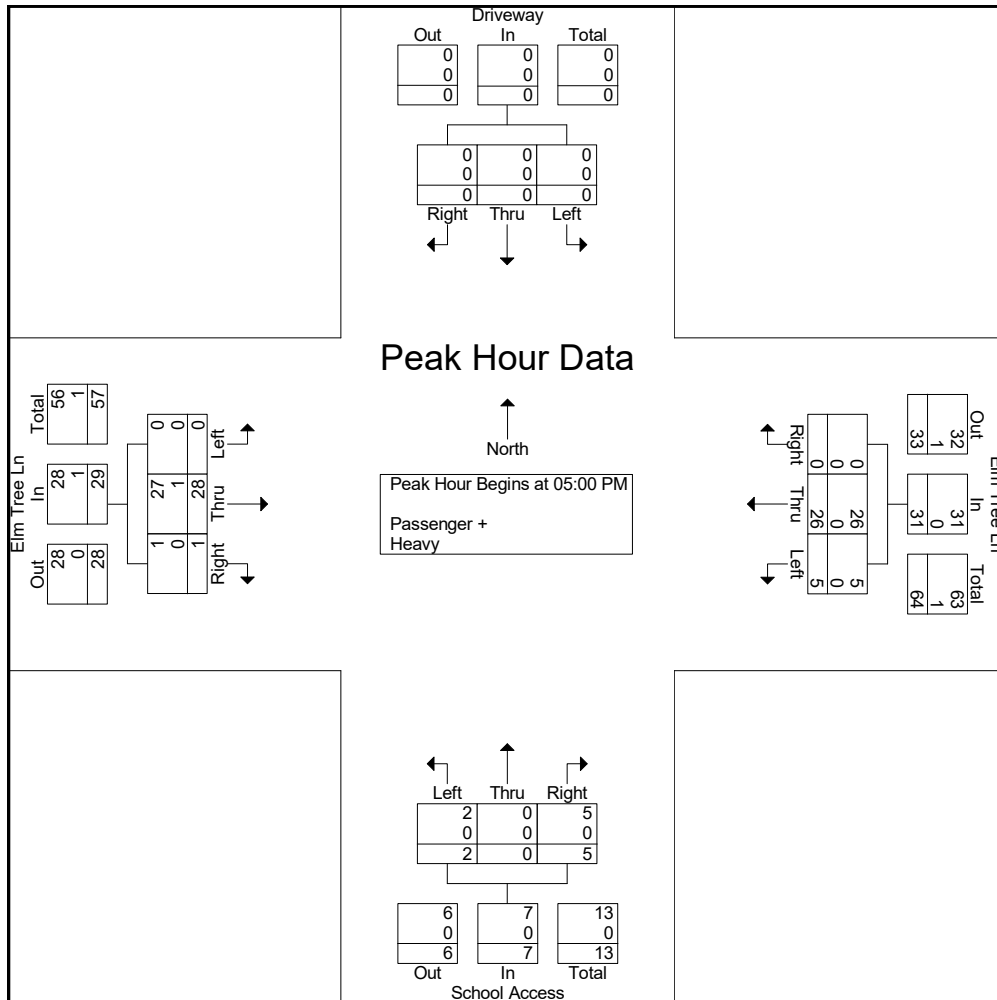 Driveway
Out In Total
0 0 0
0 0 0
0 0 0
0 0 0
0 0 0
0 0 0
Right Thru Left
Peak Hour Data
North
Peak Hour Begins at 05:00 PM
Passenger +
Heavy
Elm Tree Ln
Out In Total
28 28 56
0 1 1
28 29 57
Left Thru Right
0 27 1
0 1 0
0 28 1
Elm Tree Ln
Out In Total
32 31 63
1 0 1
33 31 64
Right Thru Left
0 26 5
0 0 0
0 26 5
Left Thru Right
2 0 5
0 0 0
2 0 5
6 7 13
0 0 0
6 7 13
Out In Total
School Access